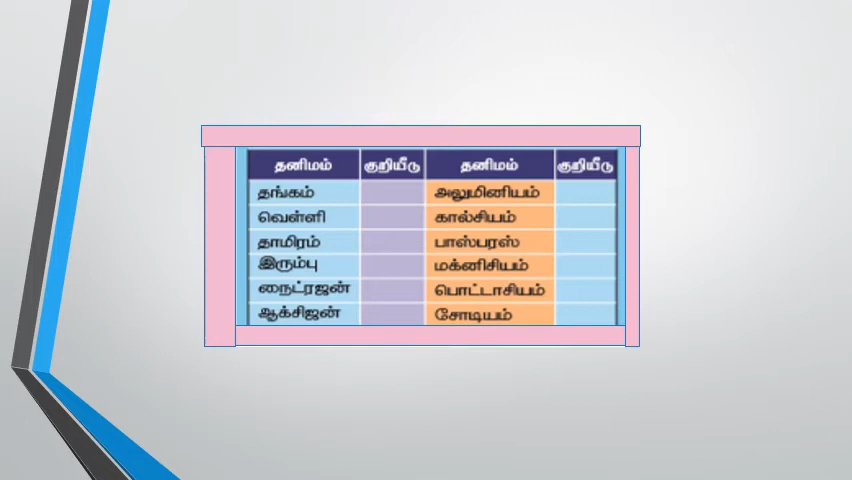 தனிமம் குறியீடு தனிமம் குறியீடு
தங்கம் அலுமினியம்
வெள்ளி கால்சியம்
தாமிரம் பாஸ்பரஸ்
இரும்பு மக்னிசியம்
நைட்ரஜன் பொட்டாசியம்
ஆக்சிஜன் சோடியம்